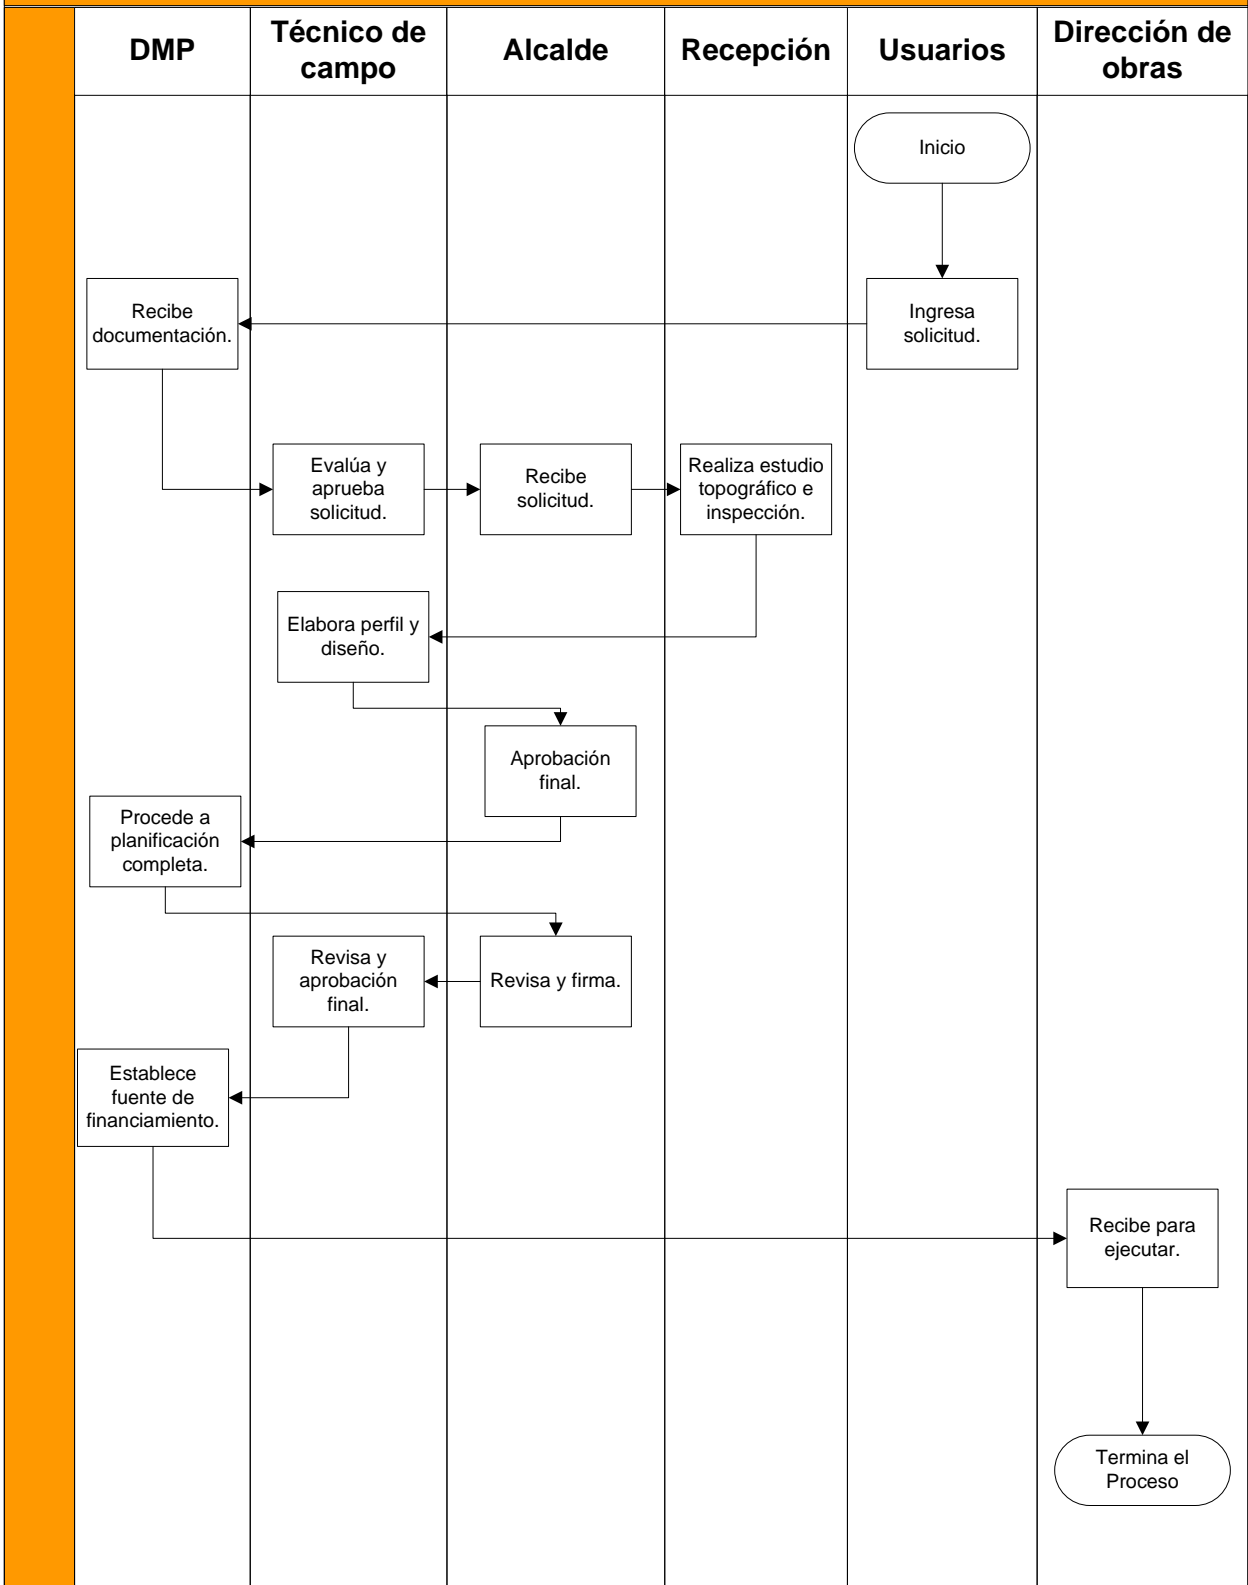 DMP
Técnico de
campo
Alcalde
Recepción
Usuarios
Dirección de
obras
Inicio
Recibe
documentación.
Ingresa
solicitud.
Evalúa y
aprueba
solicitud.
Recibe
solicitud.
Realiza estudio
topográfico e
inspección.
Elabora perfil y
diseño.
Aprobación
final.
Procede a
planificación
completa.
Revisa y
aprobación
final.
Revisa y firma.
Establece
fuente de
financiamiento.
Recibe para
ejecutar.
Termina el
Proceso